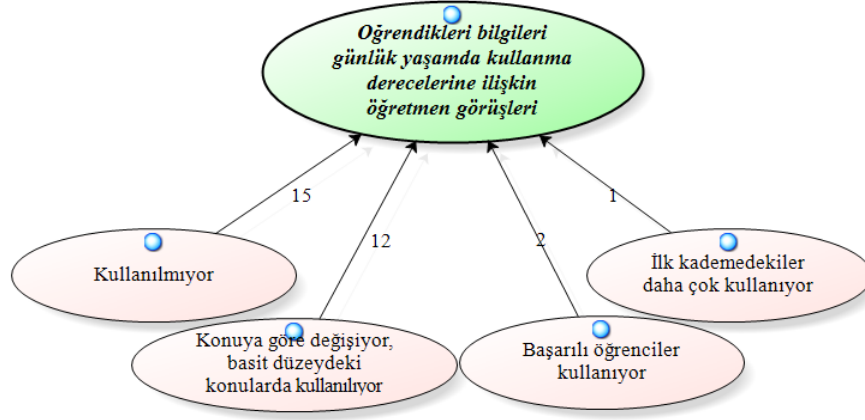 Oğrendikleri bilgileri
günlük yaşamda kullanma
derecelerine ilişkin
öğretmen görüşleri
15
12
2
1
Kullanılmıyor
Konuya göre değişiyor,
basit düzeydeki
konularda kullanılıyor
Başarılı öğrenciler
kullanıyor
İlk kademedekiler
daha çok kullanıyor